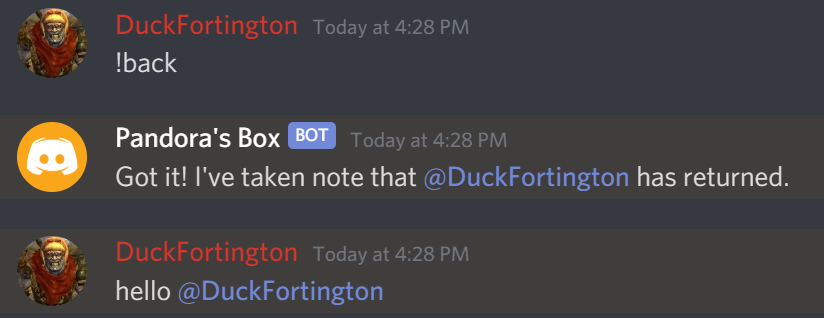 DuckFortington Today at 4:28 PM
!back
Pandora's Box BOT Today at 4:28 PM
Got it! I've taken note that @DuckFortington has returned.
DuckFortington Today at 4:28 PM
hello @DuckFortington